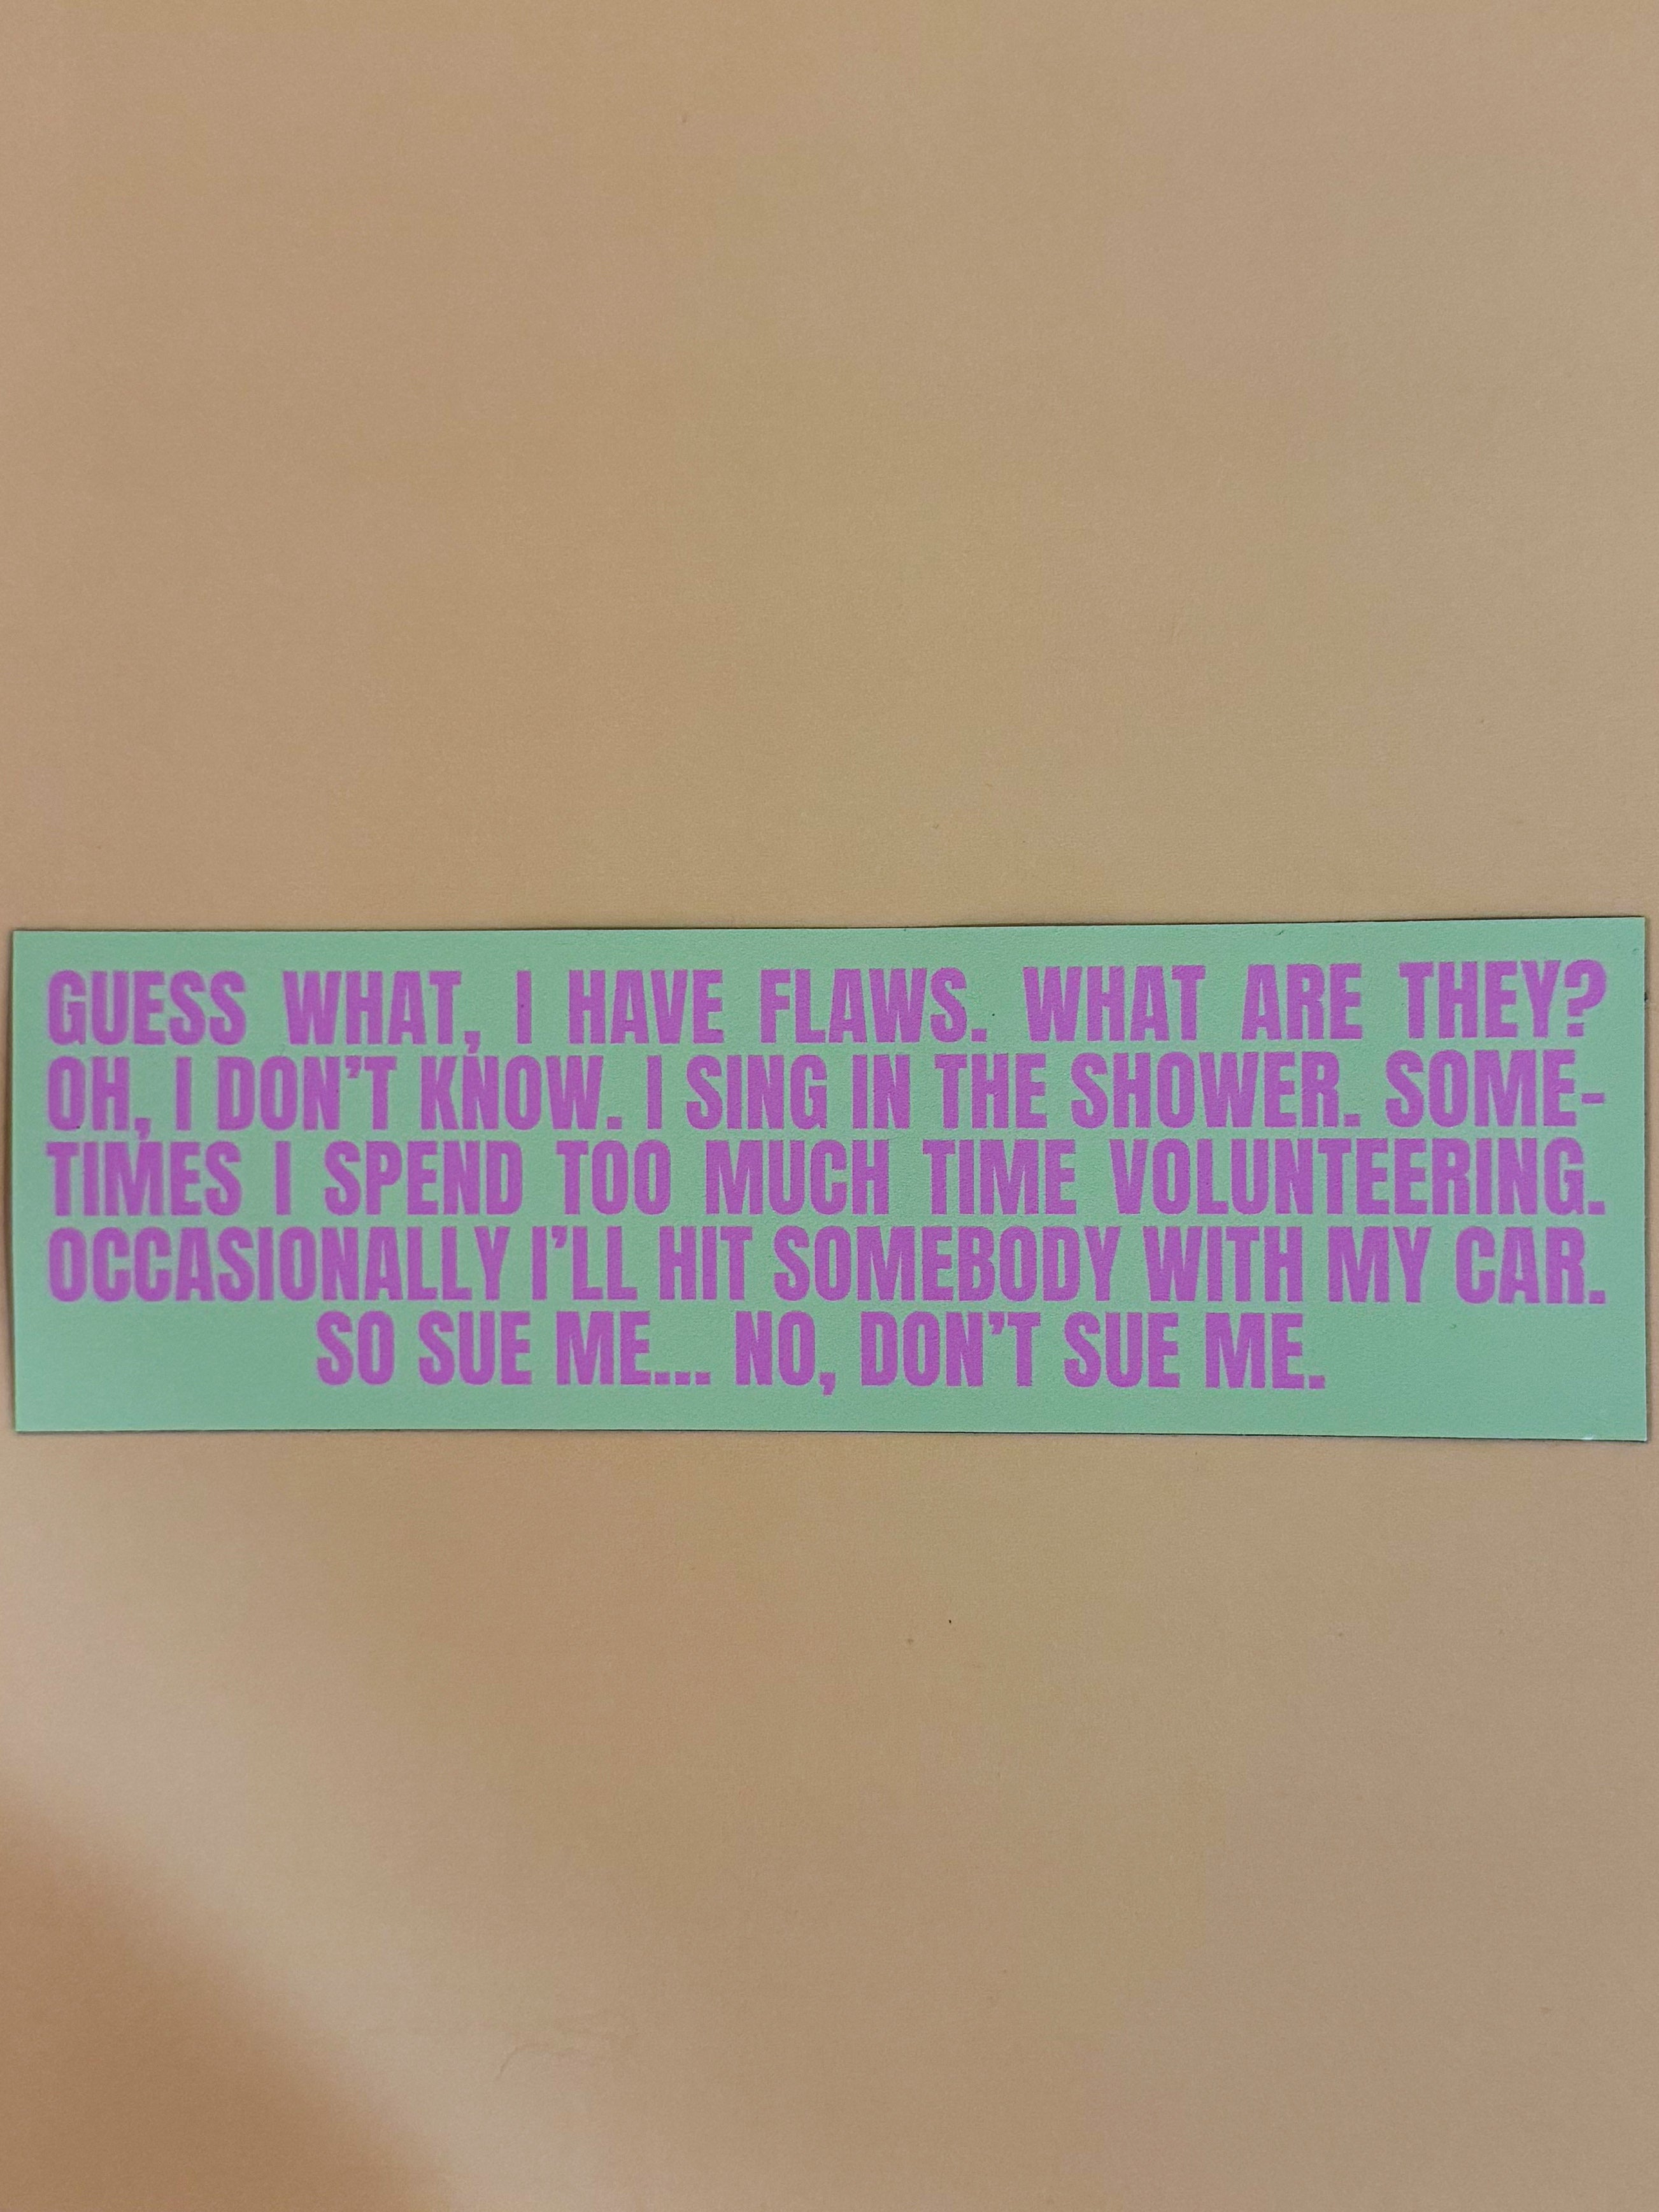 GUESS WHAT, I HAVE FLAWS. WHAT ARE THEY?
OH, I DON'T KNOW. I SING IN THE SHOWER. SOME-
TIMES I SPEND TOO MUCH TIME VOLUNTEERING.
OCCASIONALLY I'LL HIT SOMEBODY WITH MY CAR.
SO SUE ME... NO, DON'T SUE ME.